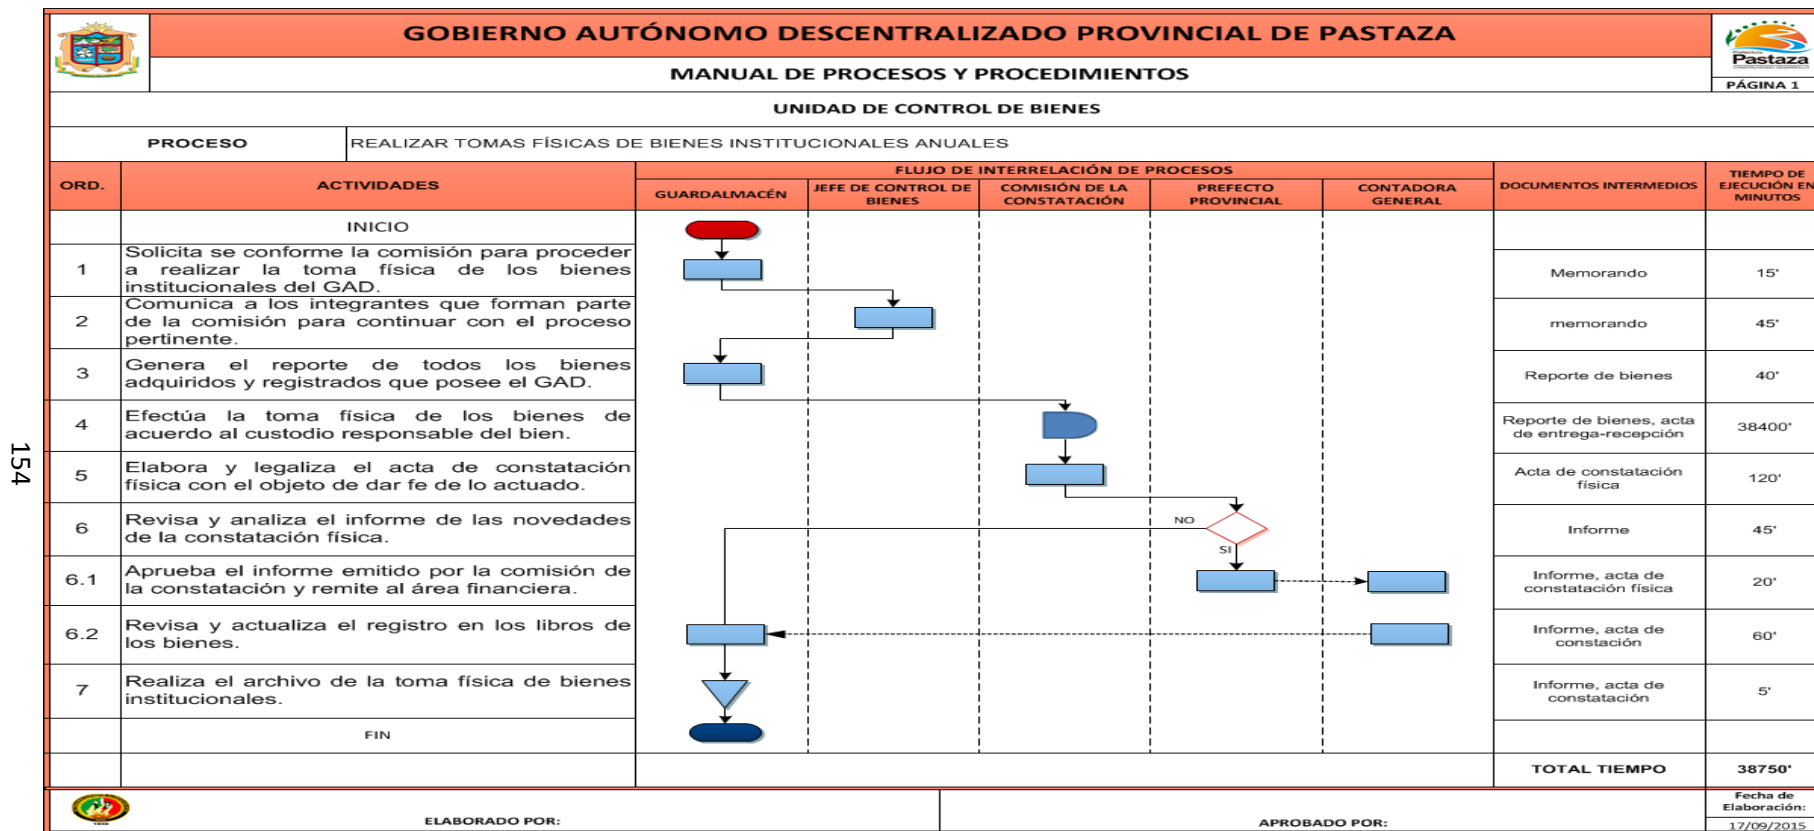 GOBIERNO AUTÓNOMO DESCENTRALIZADO PROVINCIAL DE PASTAZA
MANUAL DE PROCESOS Y PROCEDIMIENTOS
Pastaza
PÁGINA 1
UNIDAD DE CONTROL DE BIENES
PROCESO
REALIZAR TOMAS FÍSICAS DE BIENES INSTITUCIONALES ANUALES
ORD.
ACTIVIDADES
FLUJO DE INTERRELACIÓN DE PROCESOS
GUARDALMACÉN
JEFE DE CONTROL DE
BIENES
COMISIÓN DE LA
CONSTATACIÓN
PREFECTO
PROVINCIAL
CONTADORA
GENERAL
DOCUMENTOS INTERMEDIOS
TIEMPO DE
EJECUCIÓN EN
MINUTOS
INICIO
1
Solicita se conforme la comisión para proceder
a realizar la toma física de los bienes
institucionales del GAD.
Memorando
15'
2
Comunica a los integrantes que forman parte
de la comisión para continuar con el proceso
pertinente.
memorando
45'
3
Genera el reporte de todos los bienes
adquiridos y registrados que posee el GAD.
Reporte de bienes
40'
4
Efectúa la toma física de los bienes de
acuerdo al custodio responsable del bien.
Reporte de bienes, acta
de entrega-recepción
38400'
5
Elabora y legaliza el acta de constatación
física con el objeto de dar fe de lo actuado.
Acta de constatación
física
120'
6
Revisa y analiza el informe de las novedades
de la constatación física.
NO
SI
Informe
45'
6.1
Aprueba el informe emitido por la comisión de
la constatación y remite al área financiera.
Informe, acta de
constatación física
20'
6.2
Revisa y actualiza el registro en los libros de
los bienes.
Informe, acta de
constación
60'
7
Realiza el archivo de la toma física de bienes
institucionales.
Informe, acta de
constatación
5'
FIN
TOTAL TIEMPO
38750'
ELABORADO POR:
APROBADO POR:
Fecha de
Elaboración:
17/09/2015
154